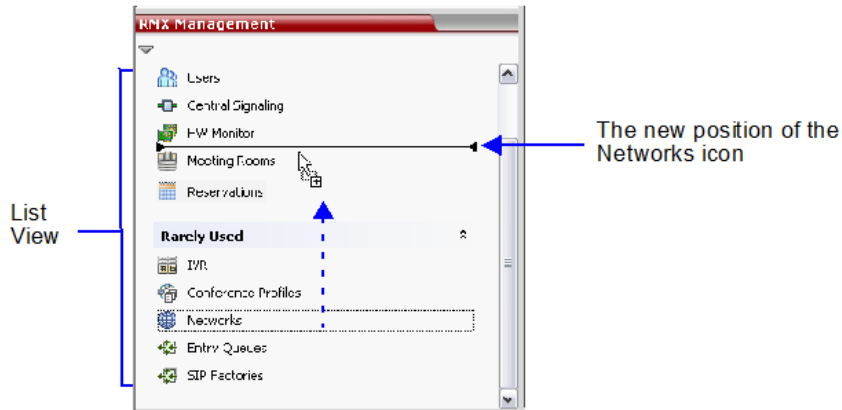 RMX Management
Users
Central Signaling
HW Monitor
The new position of the
Networks icon
Meeting Rooms
Reservations
List
View
Rarely Used
IVR
Conference Profiles
Networks
Entry Queues
SIP Factories